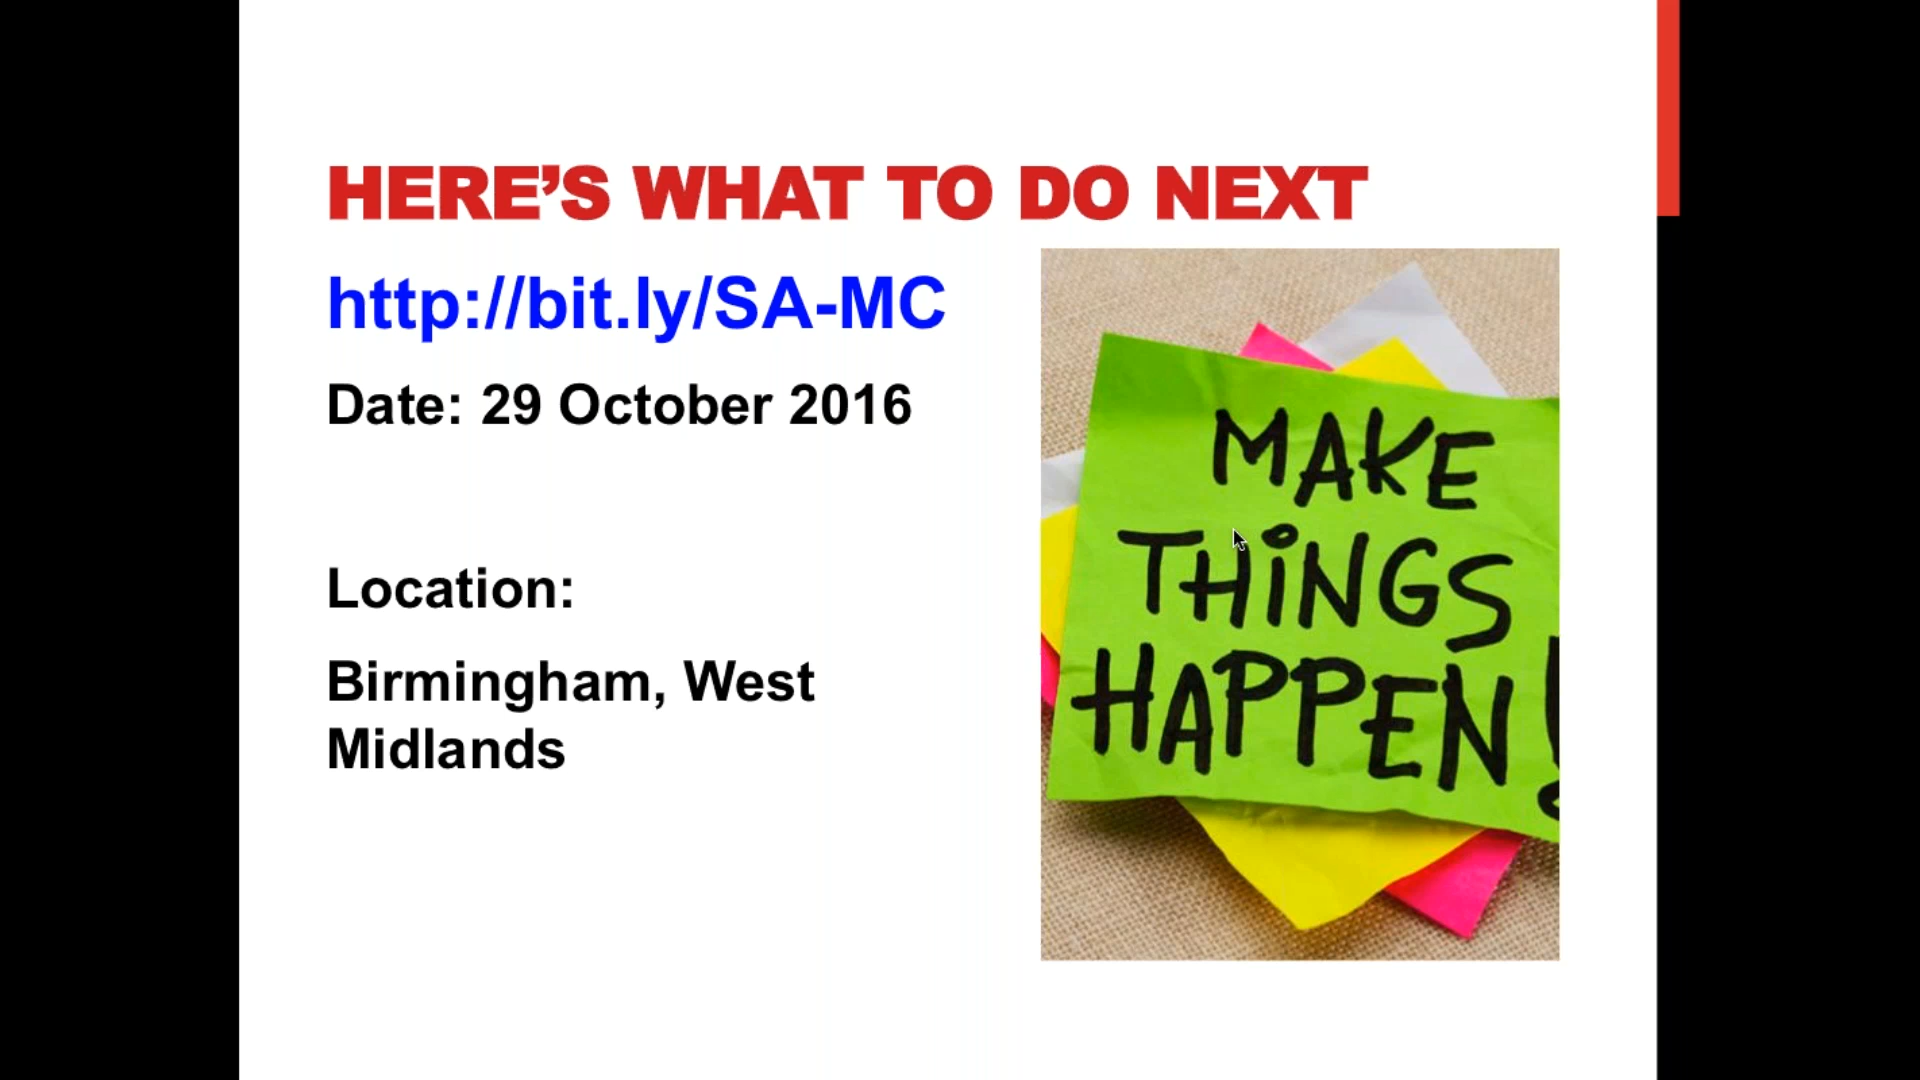 HERE’S WHAT TO DO NEXT
http://bit.ly/SA-MC
Date: 29 October 2016
Location:
Birmingham, West
Midlands
MAKE
THiNGS
HAPPEN!